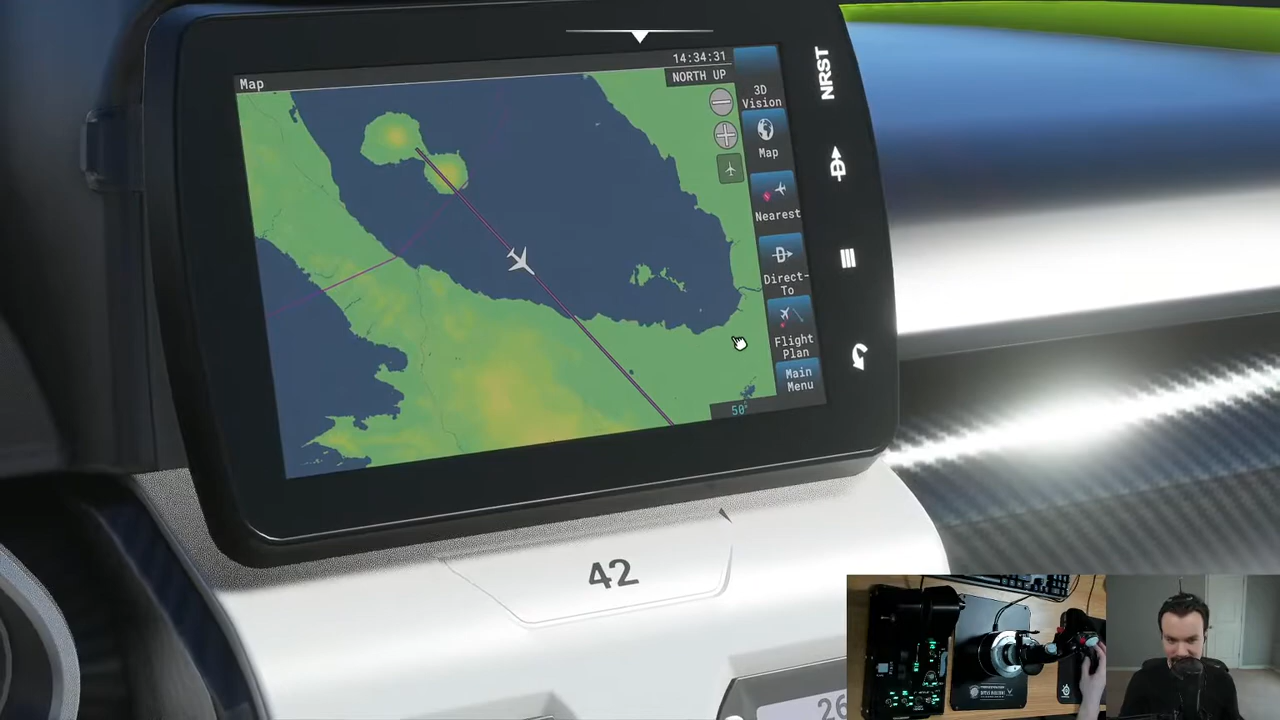 14:34:31
Map
NORTH UP
3D
Vision
Map
Nearest
Direct-
To
Flight
Plan
Main
Menu
50°
NRST
42
26